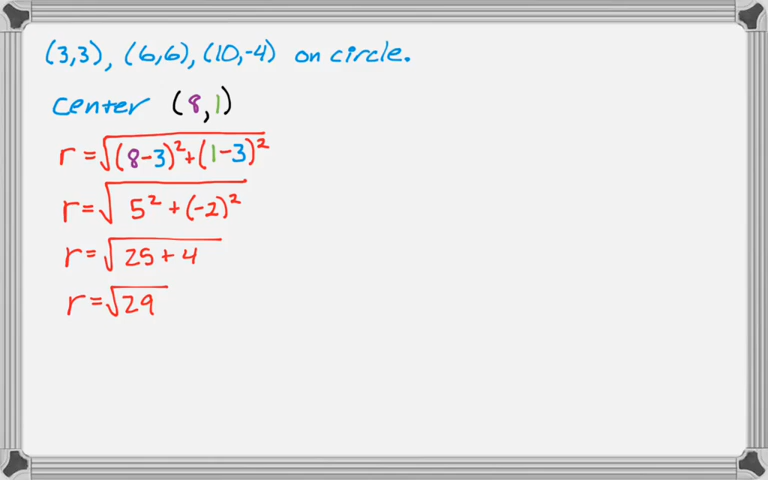 (3,3), (6,6), (10,-4) on circle.
center (8,1)
r = √(8-3)² + (1-3)²
r = √5² + (-2)²
r = √25 + 4
r = √29